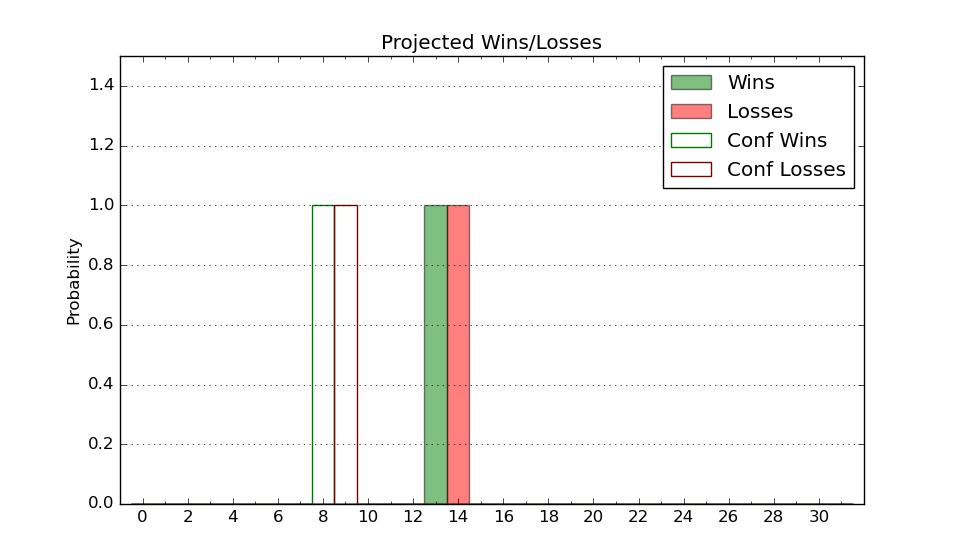 Projected Wins/Losses
1.4
1.2
1.0
0.8
0.6
0.4
0.2
0.0
Probability
Wins
Losses
Conf Wins
Conf Losses
0 2 4 6 8 10 12 14 16 18 20 22 24 26 28 30